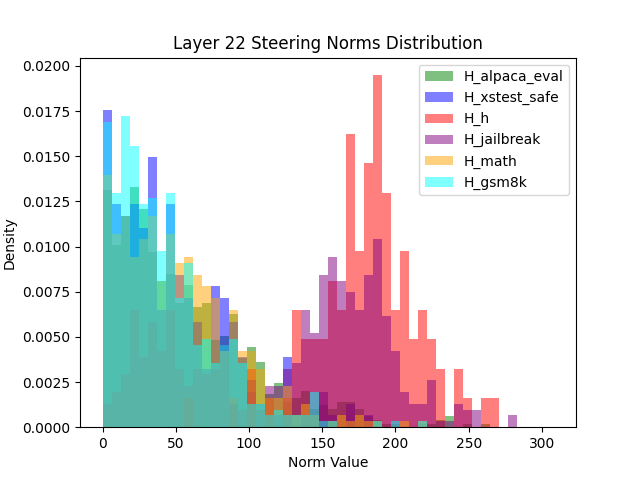 Layer 22 Steering Norms Distribution
H_alpaca_eval
H_xstest_safe
H_h
H_jailbreak
H_math
H_gsm8k
Density
0.0200
0.0175
0.0150
0.0125
0.0100
0.0075
0.0050
0.0025
0.0000
0 50 100 150 200 250 300
Norm Value